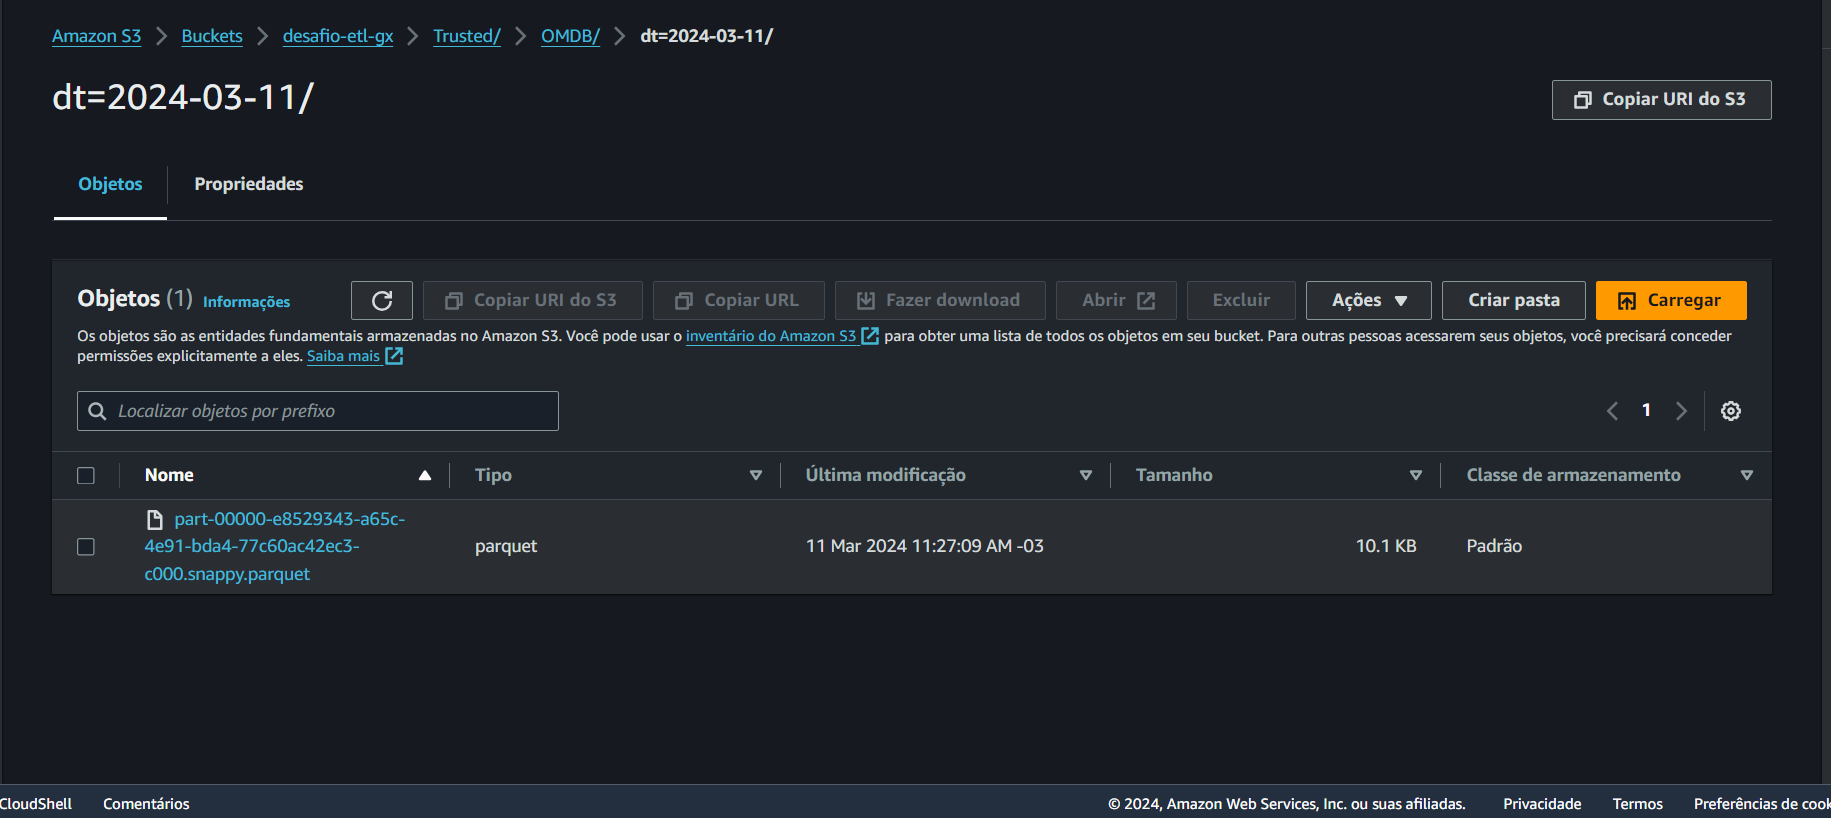 Amazon S3 Buckets desafio-etl-gx Trusted/ OMDB/ dt=2024-03-11/
dt=2024-03-11/
Copiar URI do S3
Objetos Propriedades
Objetos (1) Informações Copiar URI do S3 Copiar URL Fazer download Abrir Excluir Ações Criar pasta Carregar
Os objetos são as entidades fundamentais armazenadas no Amazon S3. Você pode usar o inventário do Amazon S3 para obter uma lista de todos os objetos em seu bucket. Para outras pessoas acessarem seus objetos, você precisará conceder
permissões explicitamente a eles. Saiba mais
Localizar objetos por prefixo
1
Nome Tipo Última modificação Tamanho Classe de armazenamento
part-00000-e8529343-a65c-
4e91-bda4-77c60ac42ec3-
c000.snappy.parquet
parquet 11 Mar 2024 11:27:09 AM -03 10.1 KB Padrão
CloudShell Comentários © 2024, Amazon Web Services, Inc. ou suas afiliadas. Privacidade Termos Preferências de cook